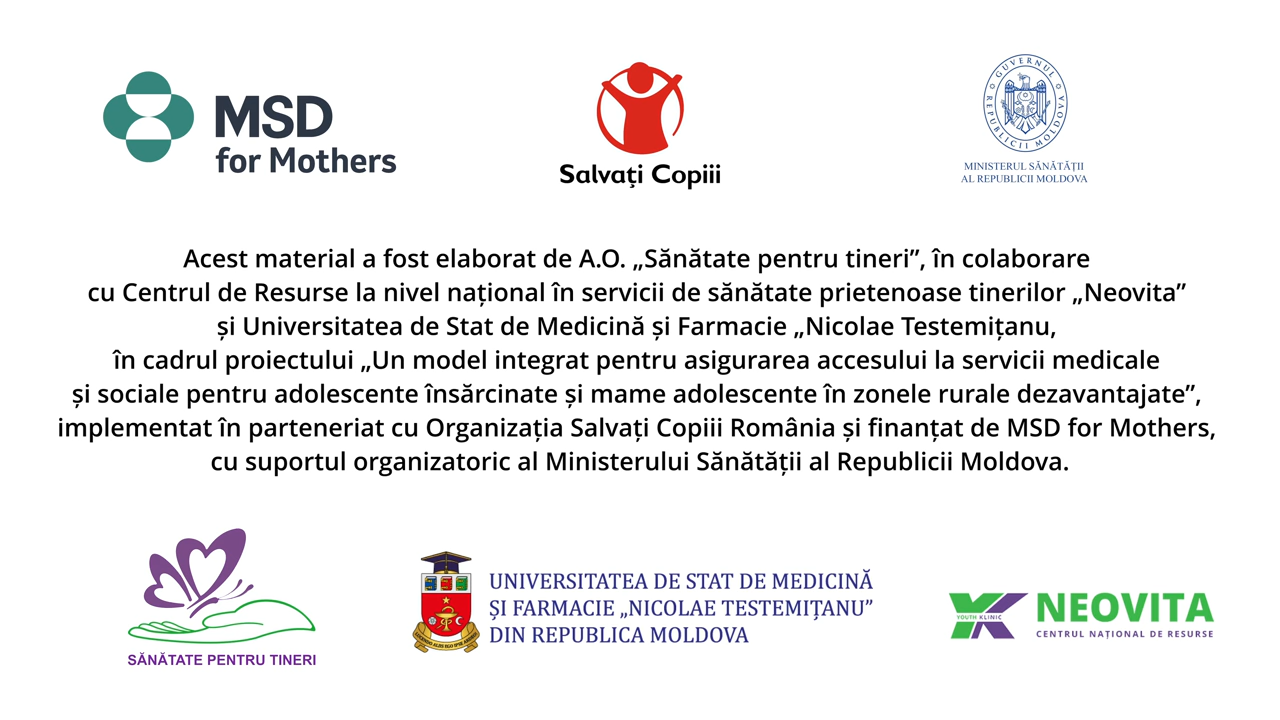 MSD
for Mothers
Salvați Copiii
GUVERNUL
REPUBLICII MOLDOVA
MINISTERUL SĂNĂTĂȚII
AL REPUBLICII MOLDOVA
Acest material a fost elaborat de A.O. „Sănătate pentru tineri”, în colaborare
cu Centrul de Resurse la nivel național în servicii de sănătate prietenoase tinerilor „Neovita”
și Universitatea de Stat de Medicină și Farmacie „Nicolae Testemițanu,
în cadrul proiectului „Un model integrat pentru asigurarea accesului la servicii medicale
și sociale pentru adolescente însărcinate și mame adolescente în zonele rurale dezavantajate”,
implementat în parteneriat cu Organizația Salvați Copiii România și finanțat de MSD for Mothers,
cu suportul organizatoric al Ministerului Sănătății al Republicii Moldova.
SĂNĂTATE PENTRU TINERI
UNIVERSITATEA DE STAT DE MEDICINĂ
ȘI FARMACIE „NICOLAE TESTEMIȚANU”
DIN REPUBLICA MOLDOVA
YOUTH KLINIC
NEOVITA
CENTRUL NAȚIONAL DE RESURSE